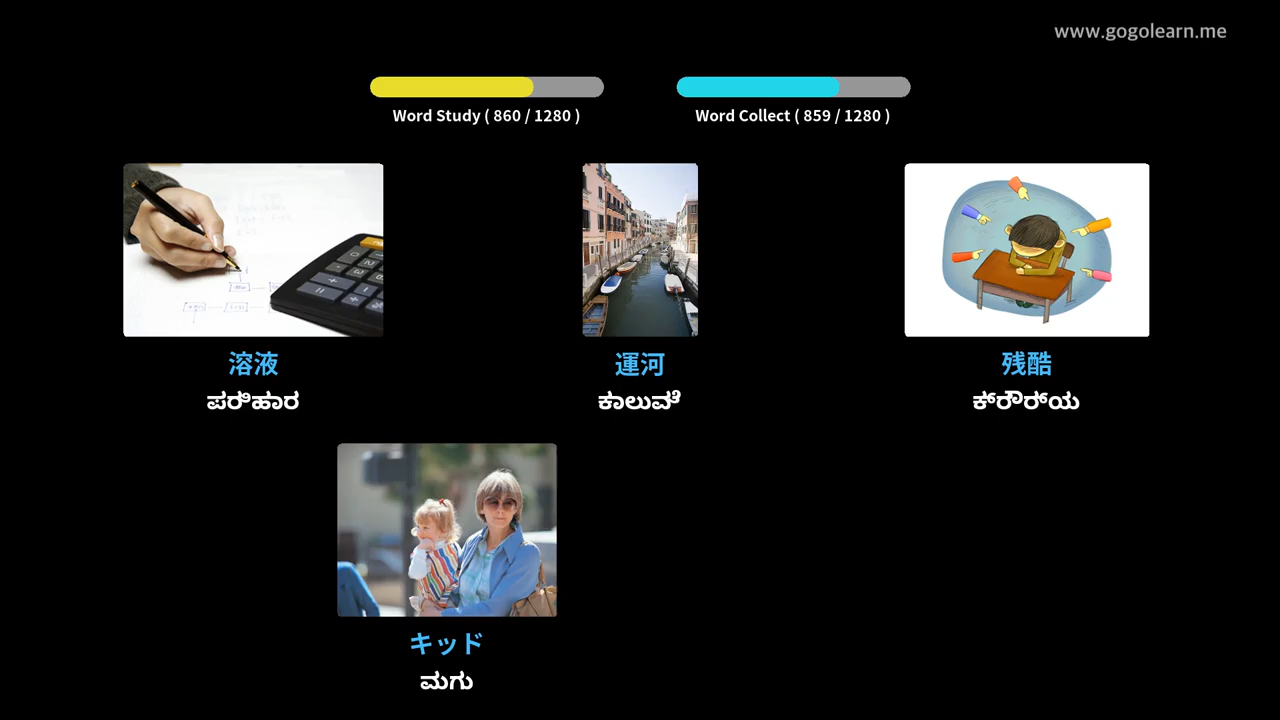 www.gogolearn.me
Word Study ( 860 / 1280 )
Word Collect ( 859 / 1280 )
溶液
ಪರಿಹಾರ
運河
ಕಾಲುವೆ
残酷
ಕ್ರೌರ್ಯ
キッド
ಮಗು